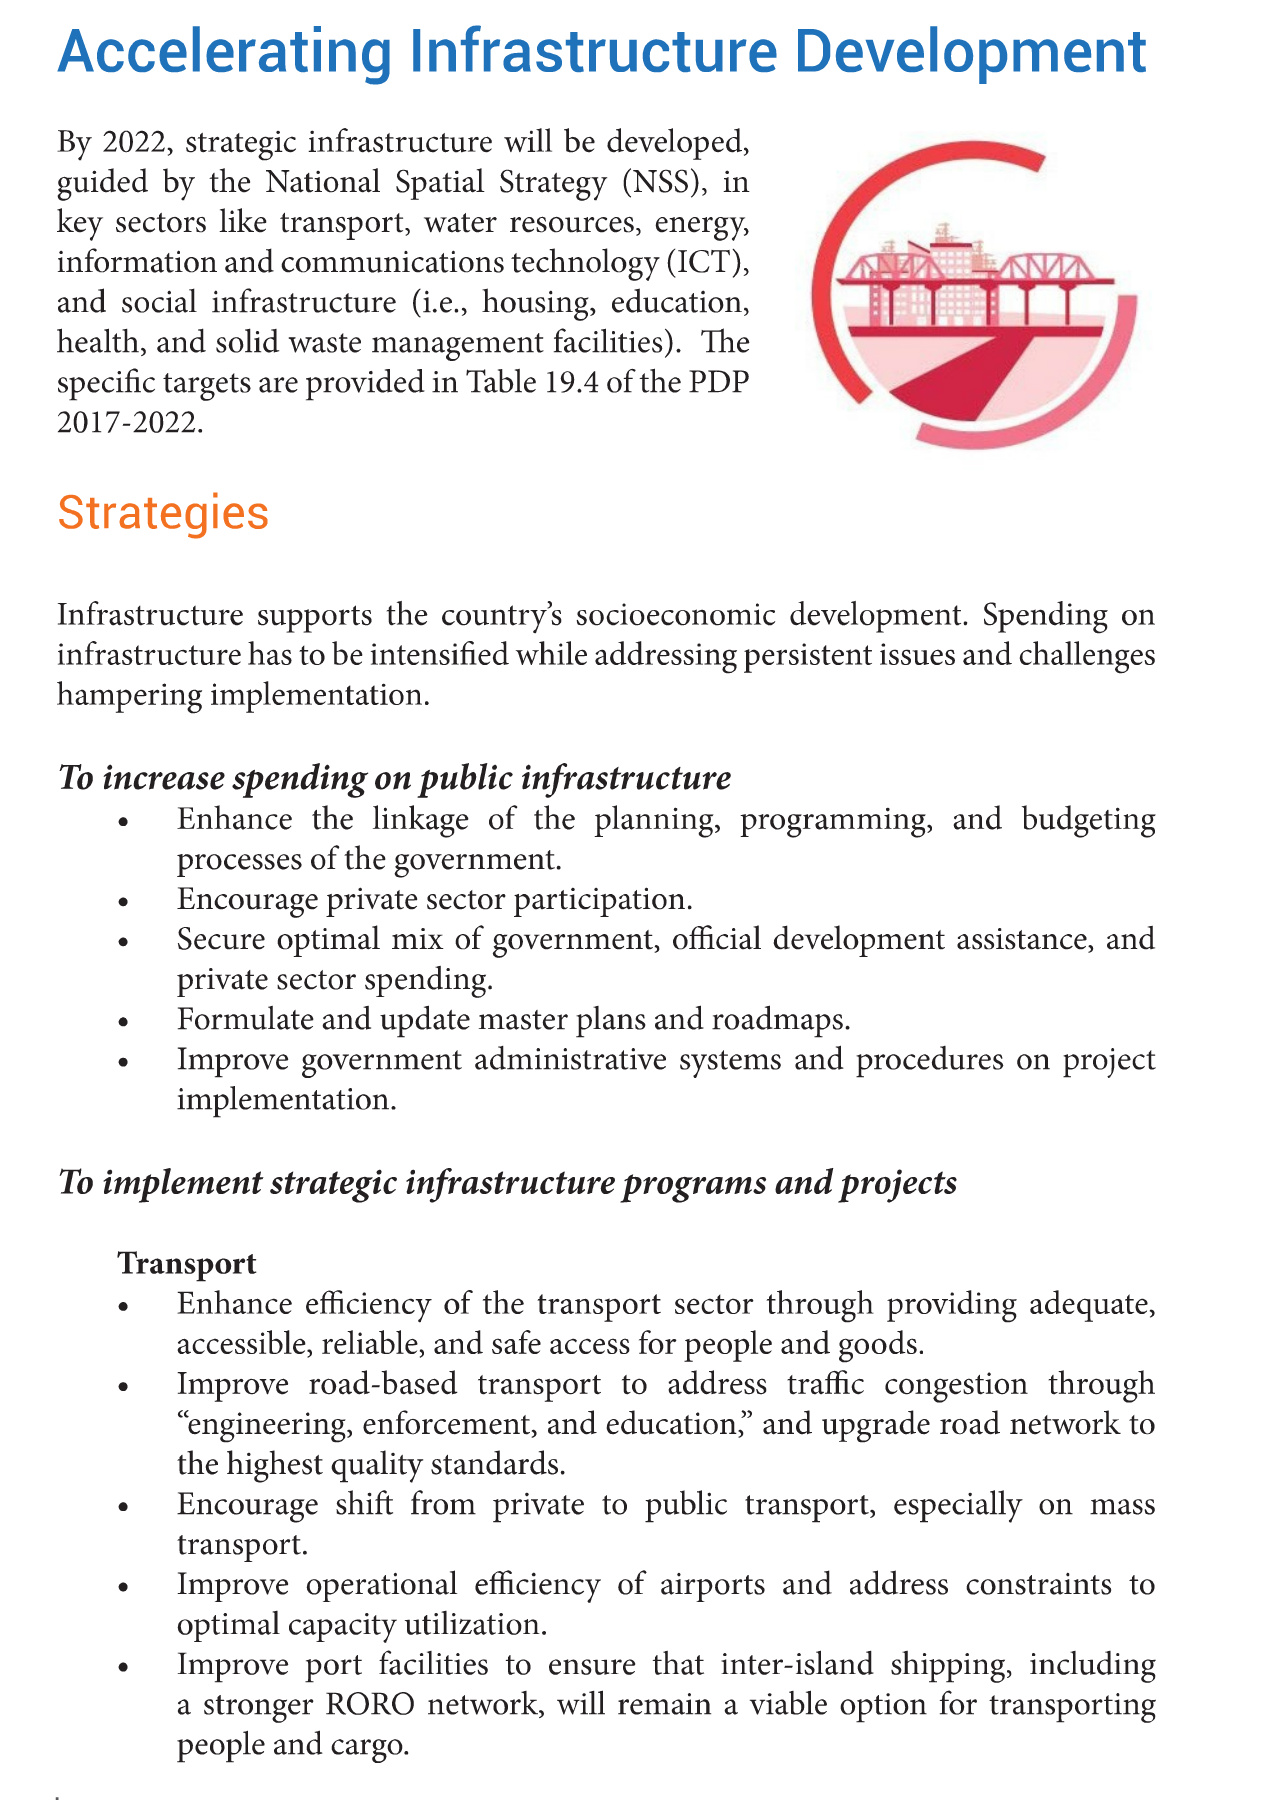 Accelerating Infrastructure Development
By 2022, strategic infrastructure will be developed,
guided by the National Spatial Strategy (NSS), in
key sectors like transport, water resources, energy,
information and communications technology (ICT),
and social infrastructure (i.e., housing, education,
health, and solid waste management facilities).  The
specific targets are provided in Table 19.4 of the PDP
2017-2022.
Strategies
Infrastructure supports the country’s socioeconomic development. Spending on
infrastructure has to be intensified while addressing persistent issues and challenges
hampering implementation.
To increase spending on public infrastructure
• Enhance the linkage of the planning, programming, and budgeting
processes of the government.
• Encourage private sector participation.
• Secure optimal mix of government, official development assistance, and
private sector spending.
• Formulate and update master plans and roadmaps.
• Improve government administrative systems and procedures on project
implementation.
To implement strategic infrastructure programs and projects
Transport
• Enhance efficiency of the transport sector through providing adequate,
accessible, reliable, and safe access for people and goods.
• Improve road-based transport to address traffic congestion through
“engineering, enforcement, and education,” and upgrade road network to
the highest quality standards.
• Encourage shift from private to public transport, especially on mass
transport.
• Improve operational efficiency of airports and address constraints to
optimal capacity utilization.
• Improve port facilities to ensure that inter-island shipping, including
a stronger RORO network, will remain a viable option for transporting
people and cargo.